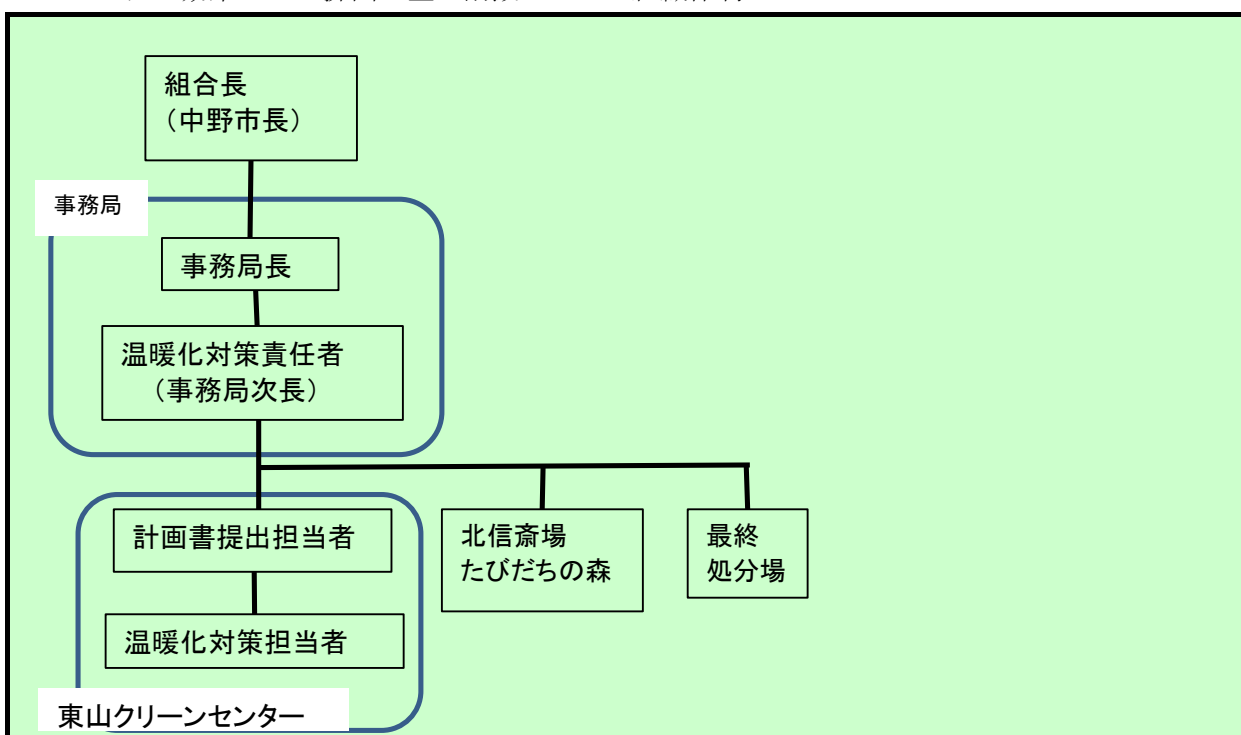 組合長
（中野市長）
事務局
事務局長
温暖化対策責任者
（事務局次長）
計画書提出担当者
北信斎場
たびだちの森
最終
処分場
温暖化対策担当者
東山クリーンセンター